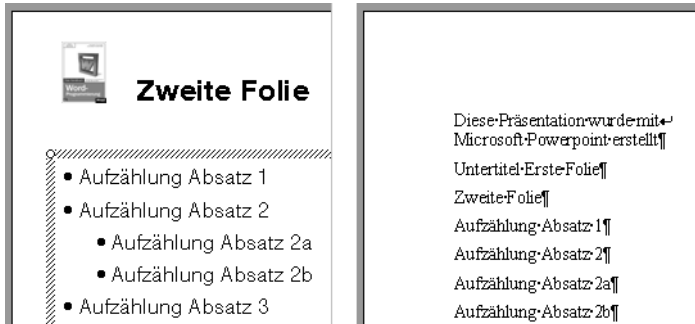 Word-
Programmierung
Zweite Folie
• Aufzählung Absatz 1
• Aufzählung Absatz 2
• Aufzählung Absatz 2a
• Aufzählung Absatz 2b
• Aufzählung Absatz 3
Diese·Präsentation·wurde·mit↵
Microsoft·Powerpoint·erstellt¶
Untertitel·Erste·Folie¶
Zweite·Folie¶
Aufzählung·Absatz·1¶
Aufzählung·Absatz·2¶
Aufzählung·Absatz·2a¶
Aufzählung·Absatz·2b¶